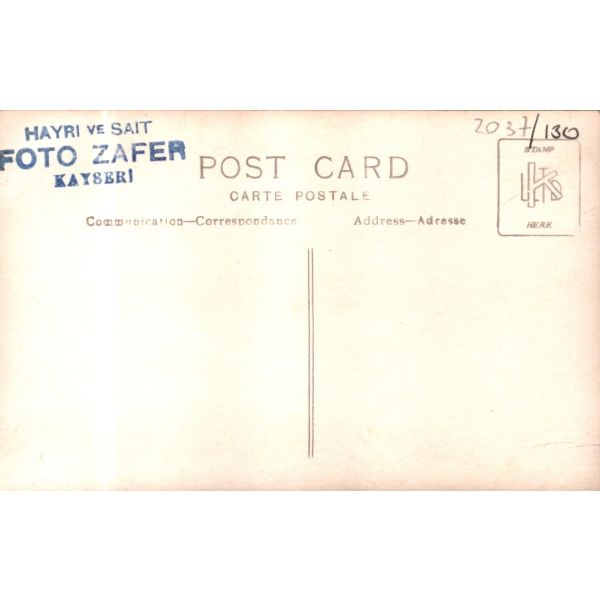 HAYRI VE SAIT
FOTO ZAFER
KAYSERİ
2037/130
POST CARD
CARTE POSTALE
Communication—Correspondance
Address—Adresse
STAMP
HERE